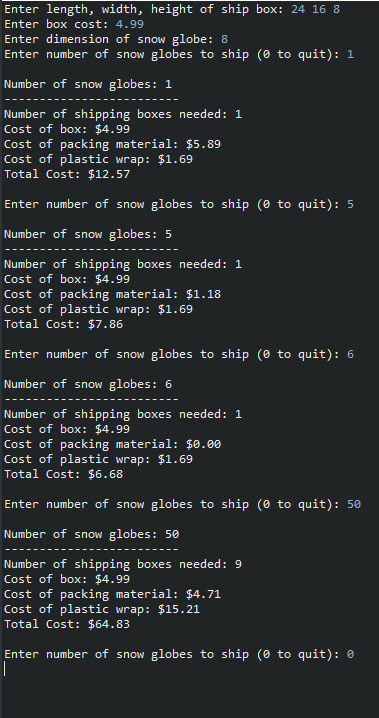 Enter length, width, height of ship box: 24 16 8
Enter box cost: 4.99
Enter dimension of snow globe: 8
Enter number of snow globes to ship (0 to quit): 1
Number of snow globes: 1
-------------------------
Number of shipping boxes needed: 1
Cost of box: $4.99
Cost of packing material: $5.89
Cost of plastic wrap: $1.69
Total Cost: $12.57
Enter number of snow globes to ship (0 to quit): 5
Number of snow globes: 5
-------------------------
Number of shipping boxes needed: 1
Cost of box: $4.99
Cost of packing material: $1.18
Cost of plastic wrap: $1.69
Total Cost: $7.86
Enter number of snow globes to ship (0 to quit): 6
Number of snow globes: 6
-------------------------
Number of shipping boxes needed: 1
Cost of box: $4.99
Cost of packing material: $0.00
Cost of plastic wrap: $1.69
Total Cost: $6.68
Enter number of snow globes to ship (0 to quit): 50
Number of snow globes: 50
-------------------------
Number of shipping boxes needed: 9
Cost of box: $4.99
Cost of packing material: $4.71
Cost of plastic wrap: $15.21
Total Cost: $64.83
Enter number of snow globes to ship (0 to quit): 0